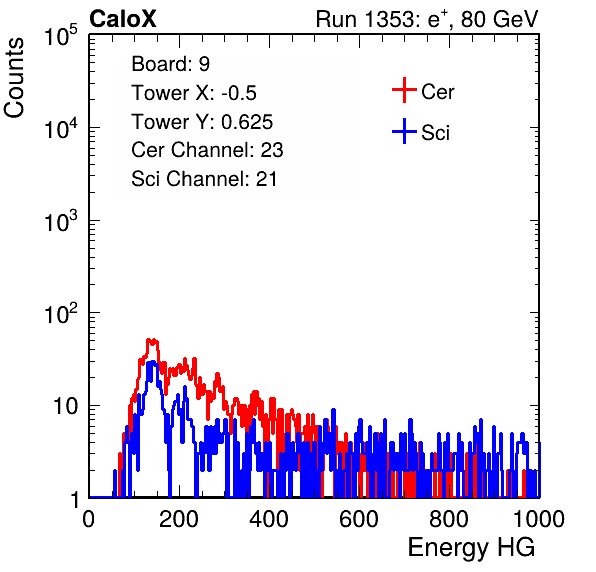 CaloX Run 1353: e⁺, 80 GeV
Counts
Board: 9
Tower X: -0.5
Tower Y: 0.625
Cer Channel: 23
Sci Channel: 21
Cer
Sci
10⁵
10⁴
10³
10²
10
1
0 200 400 600 800 1000
Energy HG